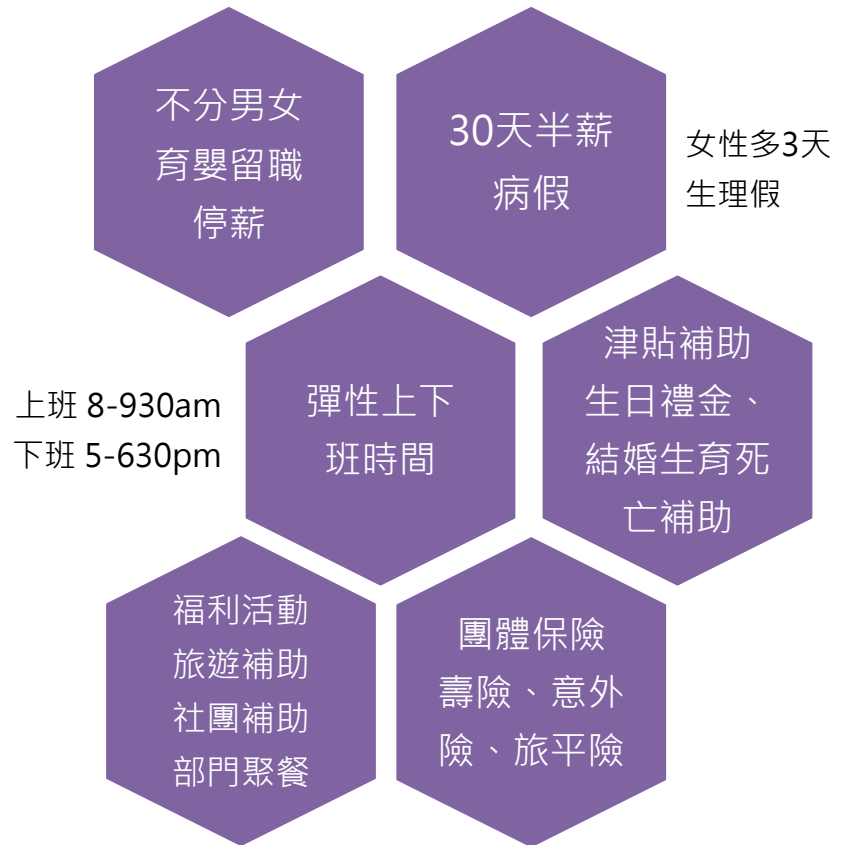 不分男女
育嬰留職
停薪
30天半薪
病假
女性多3天
生理假
上班 8-930am
下班 5-630pm
彈性上下
班時間
津貼補助
生日禮金、
結婚生育死
亡補助
福利活動
旅遊補助
社團補助
部門聚餐
團體保險
壽險、意外
險、旅平險